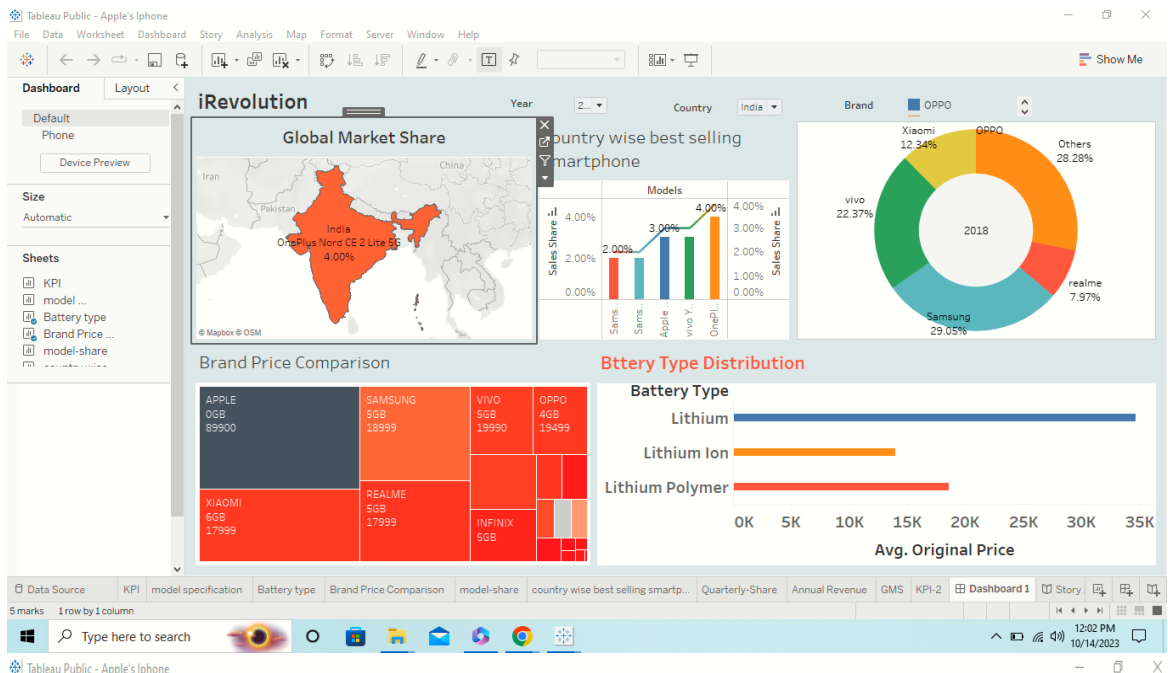 Tableau Public - Apple's Iphone
File Data Worksheet Dashboard Story Analysis Map Format Server Window Help
Show Me
Dashboard Layout
Default
Phone
Device Preview
Size
Automatic
Sheets
KPI
model ...
Battery type
Brand Price ...
model-share
iRevolution
Year 2...
Country India
Brand OPPO
Global Market Share
Iran
China
Pakistan
India
OnePlus Nord CE 2 Lite 5G
4.00%
© Mapbox © OSM
ountry wise best selling
martphone
Models
Sales Share
4.00%
2.00%
0.00%
2.00%
3.00%
4.00%
4.00%
3.00%
2.00%
1.00%
0.00%
Sales Share
Sams..
Sams..
Apple ..
vivo Y..
OnePl..
Xiaomi
12.34%
OPPO
Others
28.28%
vivo
22.37%
2018
realme
7.97%
Samsung
29.05%
Brand Price Comparison
APPLE
0GB
89900
SAMSUNG
5GB
18999
VIVO
5GB
19990
OPPO
4GB
19499
XIAOMI
6GB
17999
REALME
5GB
17999
INFINIX
5GB
Bttery Type Distribution
Battery Type
Lithium
Lithium Ion
Lithium Polymer
0K 5K 10K 15K 20K 25K 30K 35K
Avg. Original Price
Data Source KPI model specification Battery type Brand Price Comparison model-share country wise best selling smartp... Quarterly-Share Annual Revenue GMS KPI-2 Dashboard 1 Story
5 marks 1 row by 1 column
Type here to search
12:02 PM
10/14/2023
Tableau Public - Apple's Iphone